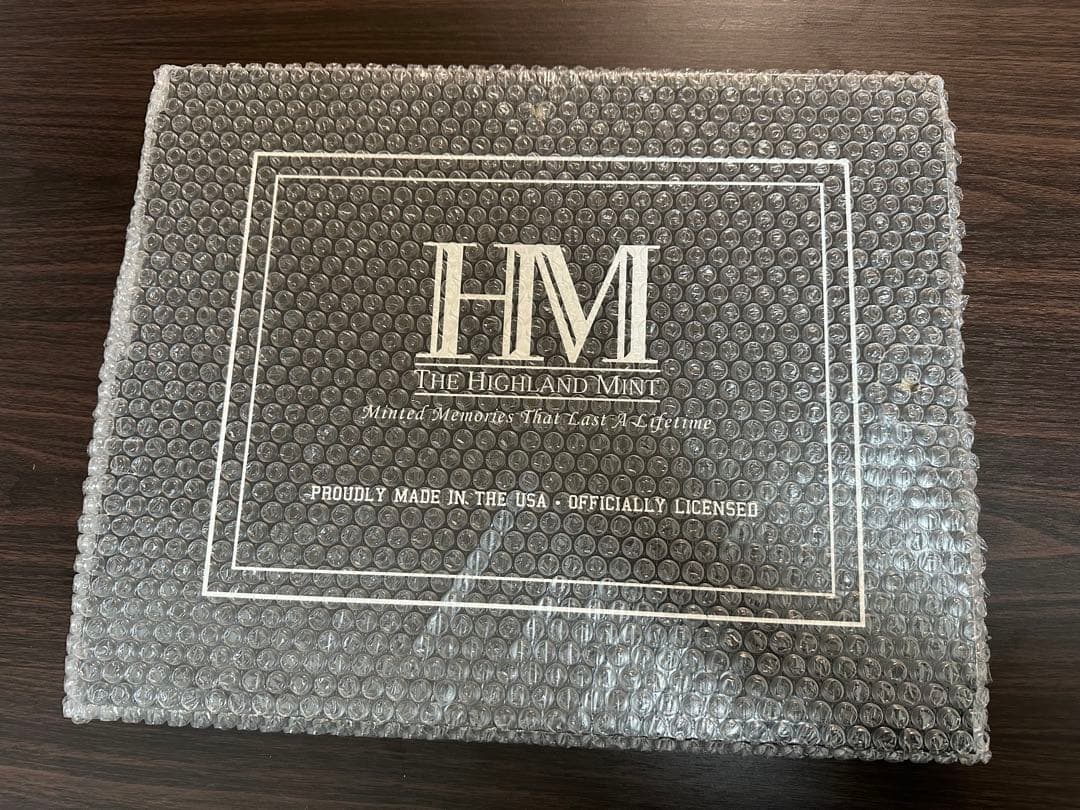 HM
THE HIGHLAND MINT
Minted Memories That Last A Lifetime
PROUDLY MADE IN THE USA • OFFICIALLY LICENSED